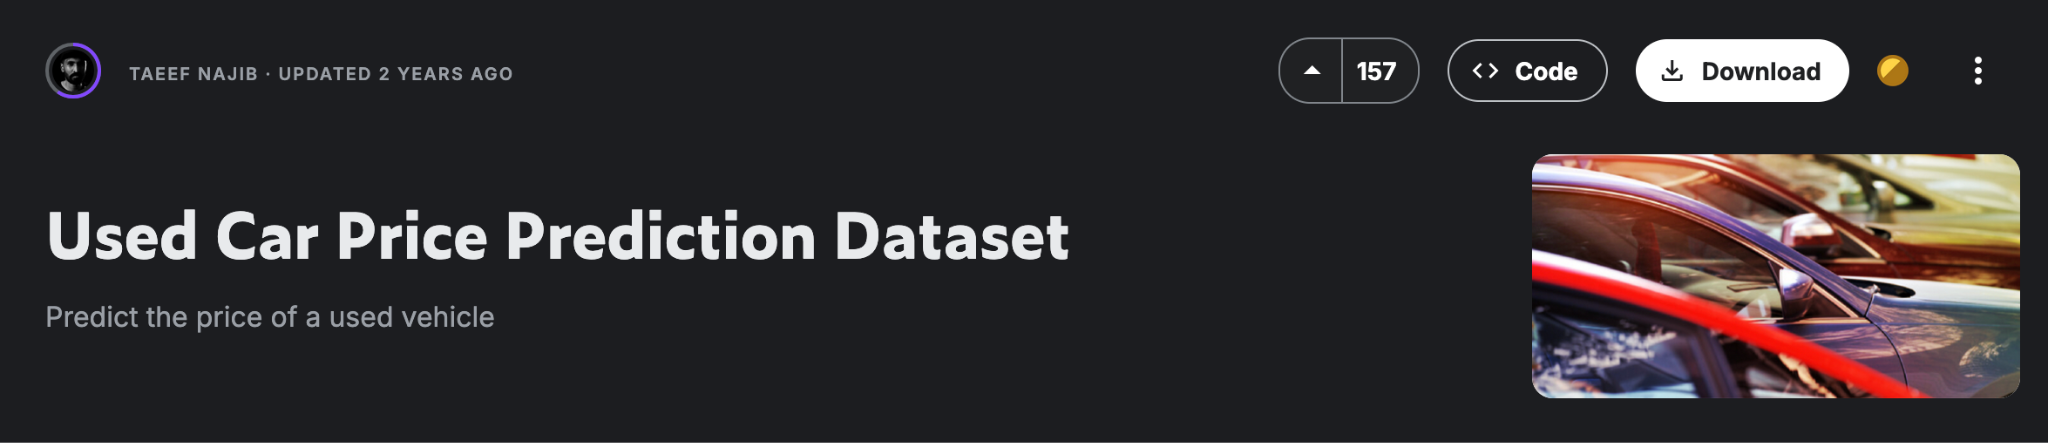 TAEEF NAJIB · UPDATED 2 YEARS AGO
157
Code
Download
Used Car Price Prediction Dataset
Predict the price of a used vehicle